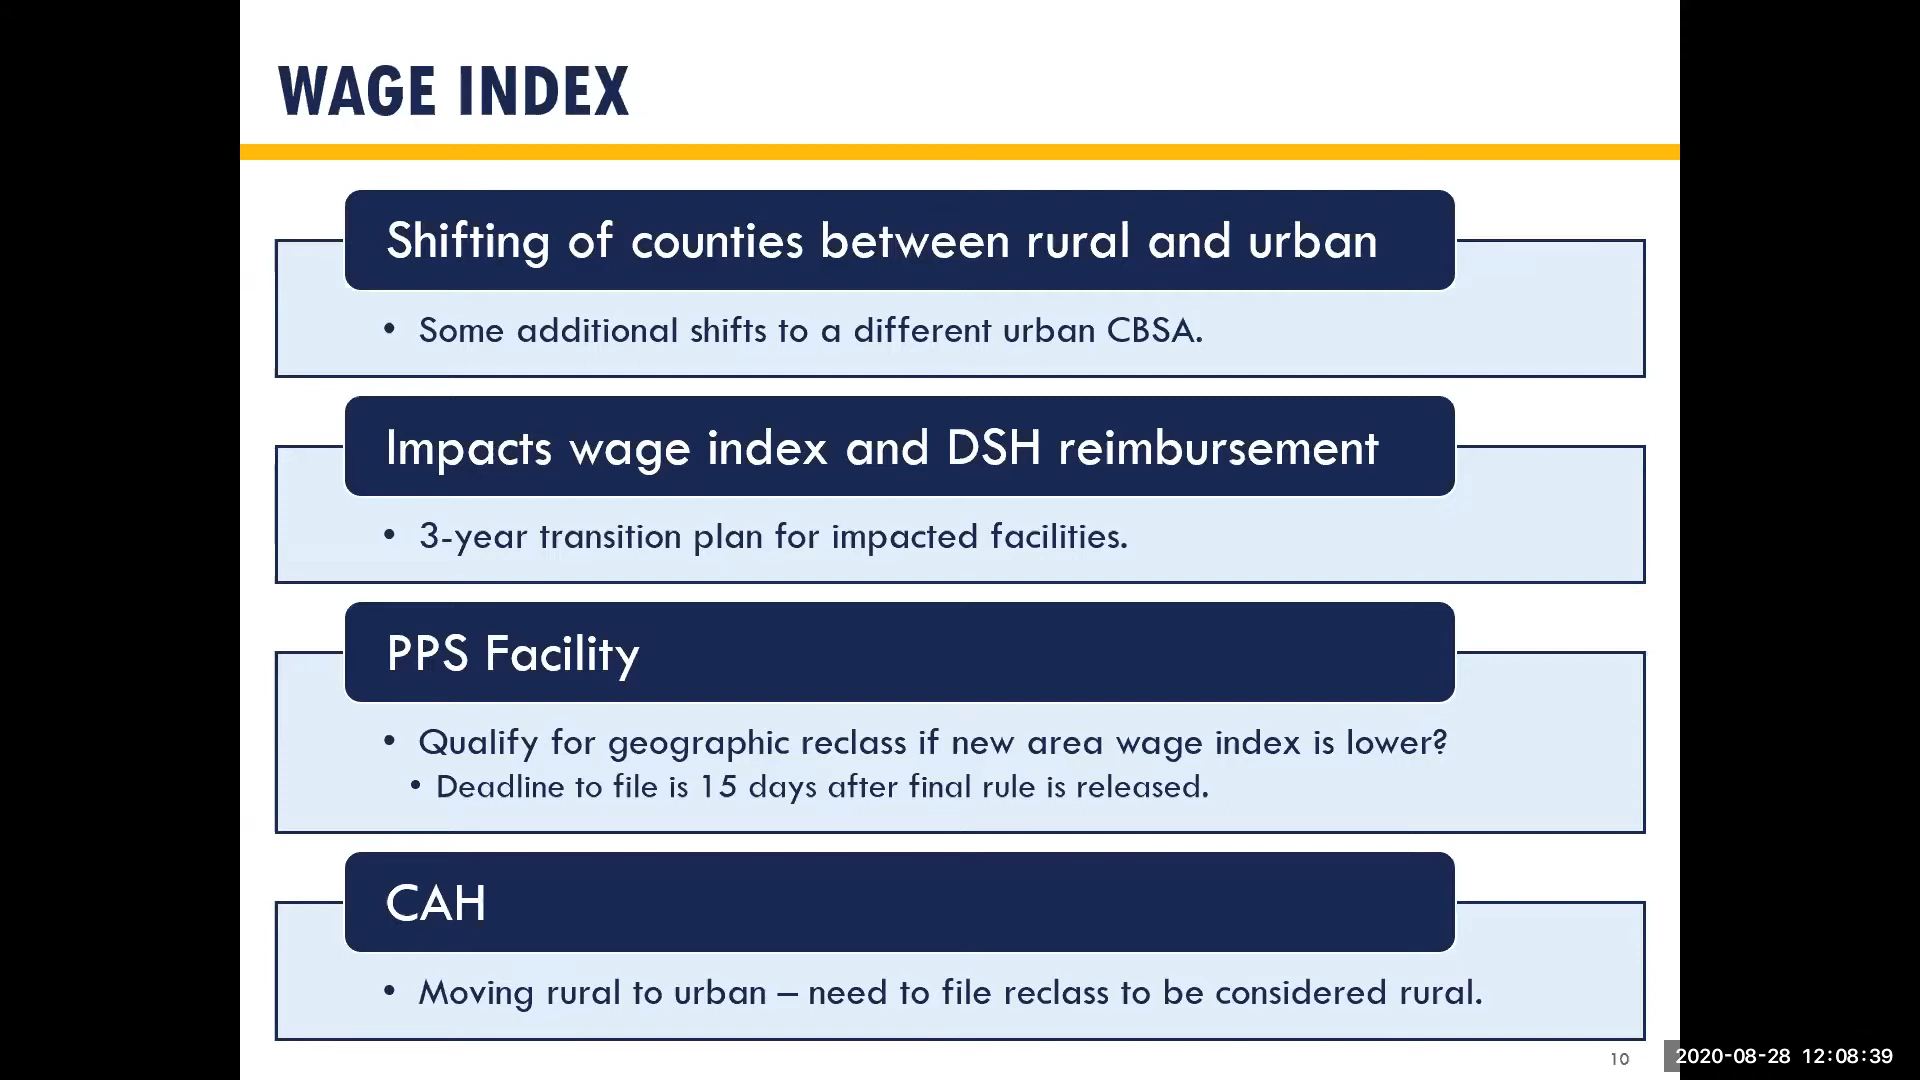 WAGE INDEX
Shifting of counties between rural and urban
• Some additional shifts to a different urban CBSA.
Impacts wage index and DSH reimbursement
• 3-year transition plan for impacted facilities.
PPS Facility
• Qualify for geographic reclass if new area wage index is lower?
• Deadline to file is 15 days after final rule is released.
CAH
• Moving rural to urban – need to file reclass to be considered rural.
10
2020-08-28 12:08:39